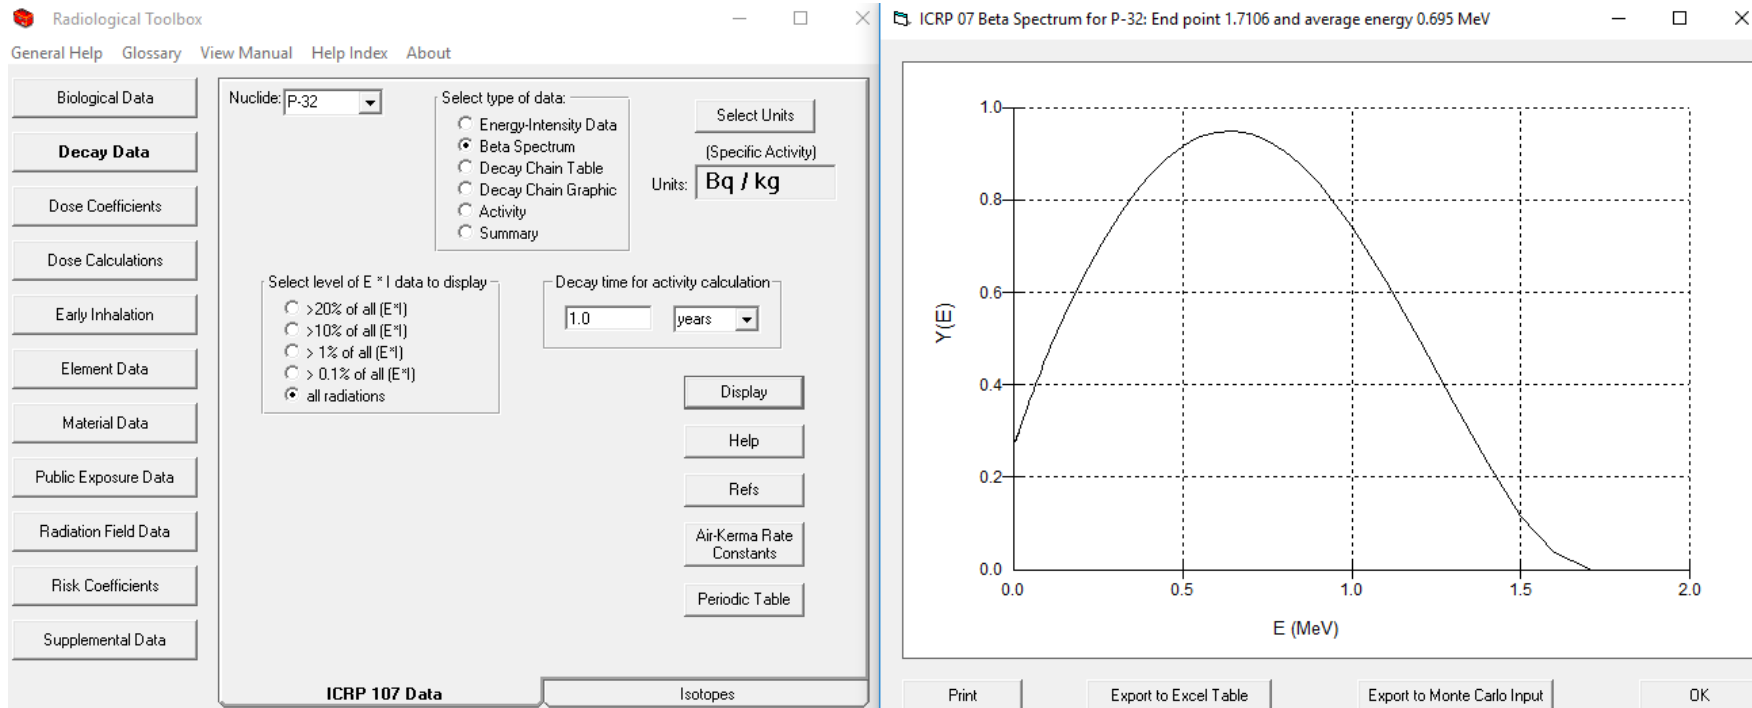 Radiological Toolbox
General Help Glossary View Manual Help Index About
Biological Data
Decay Data
Dose Coefficients
Dose Calculations
Early Inhalation
Element Data
Material Data
Public Exposure Data
Radiation Field Data
Risk Coefficients
Supplemental Data
Nuclide: P-32
Select type of data:
Energy-Intensity Data
Beta Spectrum
Decay Chain Table
Decay Chain Graphic
Activity
Summary
Select Units
(Specific Activity)
Units: Bq / kg
Select level of E * I data to display
>20% of all (E*I)
>10% of all (E*I)
> 1% of all (E*I)
> 0.1% of all (E*I)
all radiations
Decay time for activity calculation
1.0 years
Display
Help
Refs
Air-Kerma Rate
Constants
Periodic Table
ICRP 107 Data
Isotopes
ICRP 07 Beta Spectrum for P-32: End point 1.7106 and average energy 0.695 MeV
1.0
0.8
0.6
0.4
0.2
0.0
Y(E)
0.0 0.5 1.0 1.5 2.0
E (MeV)
Print
Export to Excel Table
Export to Monte Carlo Input
OK